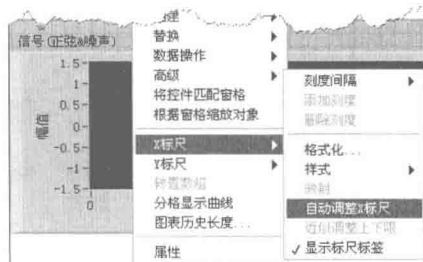 替换
信号(正弦&噪声)
数据操作
高级
将控件匹配窗格
根据窗格缩放对象
X标尺
Y标尺
转置数组
分格显示曲线
图表历史长度...
属性
刻度间隔
添加刻度
删除刻度
格式化...
样式
映射
自动调整X标尺
近似调整上下限
✓ 显示标尺标签
幅值
1.5
1
0.5
0
-0.5
-1
-1.5
0